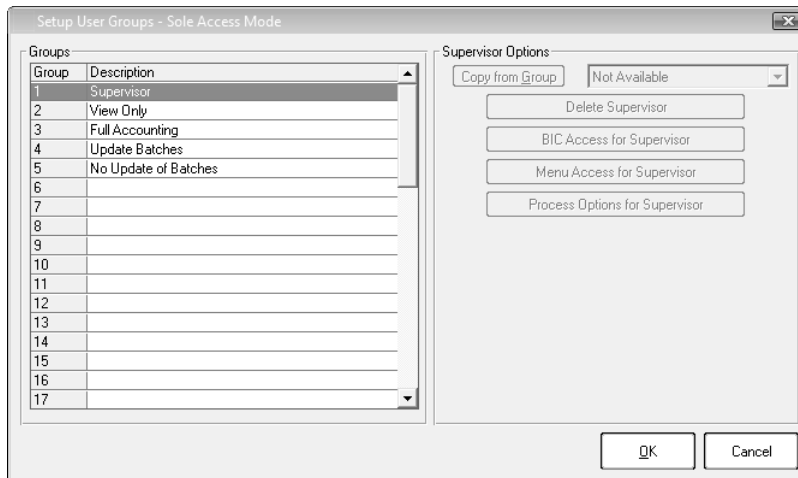 Setup User Groups - Sole Access Mode
Groups
Group Description
1 Supervisor
2 View Only
3 Full Accounting
4 Update Batches
5 No Update of Batches
6
7
8
9
10
11
12
13
14
15
16
17
Supervisor Options
Copy from Group Not Available
Delete Supervisor
BIC Access for Supervisor
Menu Access for Supervisor
Process Options for Supervisor
OK Cancel